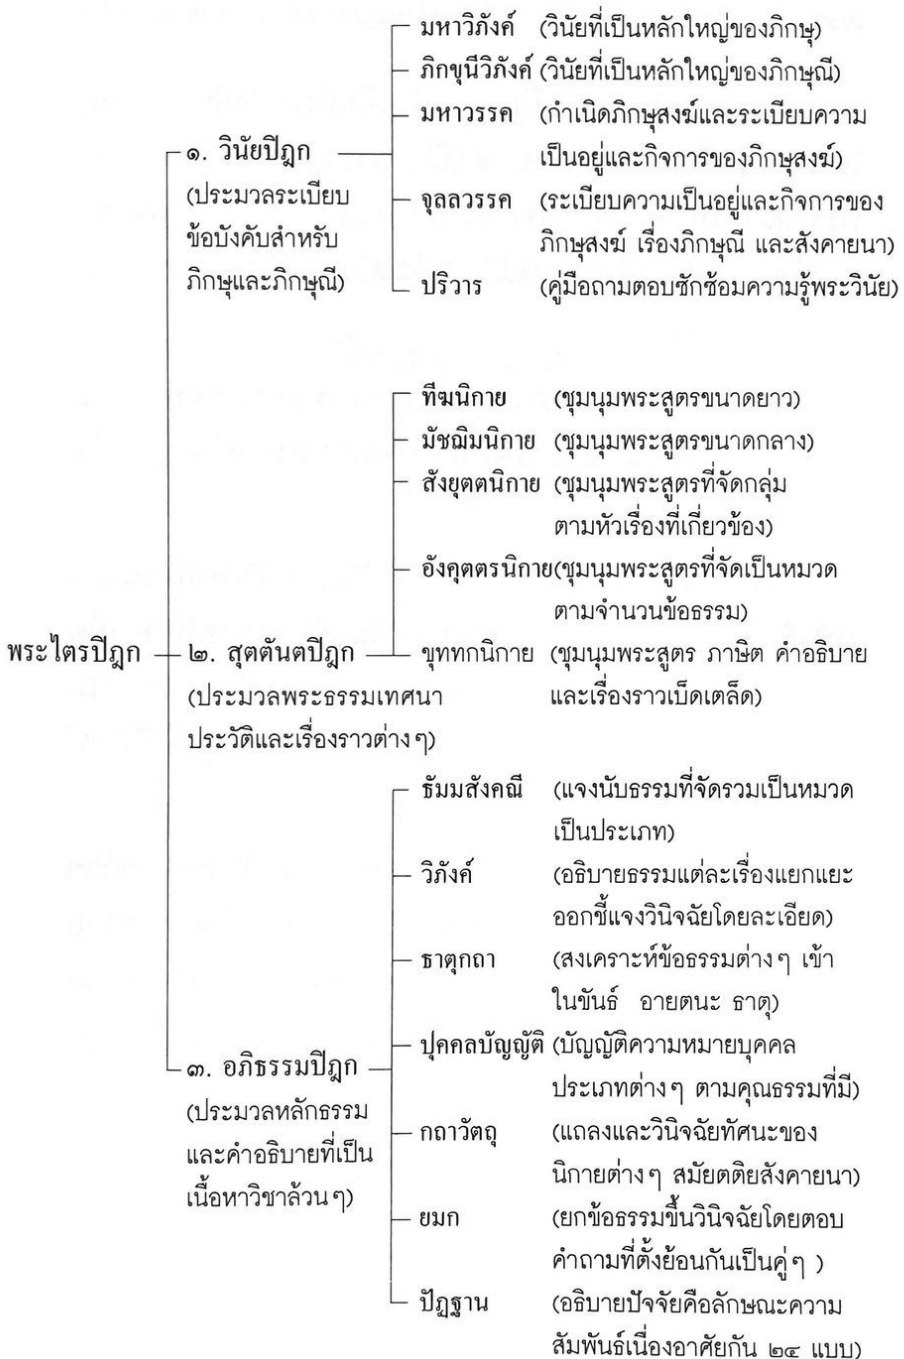 มหาวิภังค์ (วินัยที่เป็นหลักใหญ่ของภิกษุ)
ภิกขุนีวิภังค์ (วินัยที่เป็นหลักใหญ่ของภิกษุณี)
มหาวรรค (กำเนิดภิกษุสงฆ์และระเบียบความ
เป็นอยู่และกิจการของภิกษุสงฆ์)
๑. วินัยปิฎก
(ประมวลระเบียบ
ข้อบังคับสำหรับ
ภิกษุและภิกษุณี)
จุลลวรรค (ระเบียบความเป็นอยู่และกิจการของ
ภิกษุสงฆ์ เรื่องภิกษุณี และสังคายนา)
ปริวาร (คู่มือถามตอบซักซ้อมความรู้พระวินัย)
ทีฆนิกาย (ชุมนุมพระสูตรขนาดยาว)
มัชฌิมนิกาย (ชุมนุมพระสูตรขนาดกลาง)
สังยุตตนิกาย (ชุมนุมพระสูตรที่จัดกลุ่ม
ตามหัวเรื่องที่เกี่ยวข้อง)
อังคุตตรนิกาย(ชุมนุมพระสูตรที่จัดเป็นหมวด
ตามจำนวนข้อธรรม)
พระไตรปิฎก
๒. สุตตันตปิฎก
(ประมวลพระธรรมเทศนา
ประวัติและเรื่องราวต่างๆ)
ขุททกนิกาย (ชุมนุมพระสูตร ภาษิต คำอธิบาย
และเรื่องราวเบ็ดเตล็ด)
ธัมมสังคณี (แจงนับธรรมที่จัดรวมเป็นหมวด
เป็นประเภท)
วิภังค์ (อธิบายธรรมแต่ละเรื่องแยกแยะ
ออกชี้แจงวินิจฉัยโดยละเอียด)
ธาตุกถา (สงเคราะห์ข้อธรรมต่างๆ เข้า
ในขันธ์ อายตนะ ธาตุ)
๓. อภิธรรมปิฎก
(ประมวลหลักธรรม
และคำอธิบายที่เป็น
เนื้อหาวิชาล้วนๆ)
ปุคคลบัญญัติ (บัญญัติความหมายบุคคล
ประเภทต่างๆ ตามคุณธรรมที่มี)
กถาวัตถุ (แถลงและวินิจฉัยทัศนะของ
นิกายต่างๆ สมัยตติยสังคายนา)
ยมก (ยกข้อธรรมขึ้นวินิจฉัยโดยตอบ
คำถามที่ตั้งย้อนกันเป็นคู่ๆ )
ปัฏฐาน (อธิบายปัจจัยคือลักษณะความ
สัมพันธ์เนื่องอาศัยกัน ๒๔ แบบ)